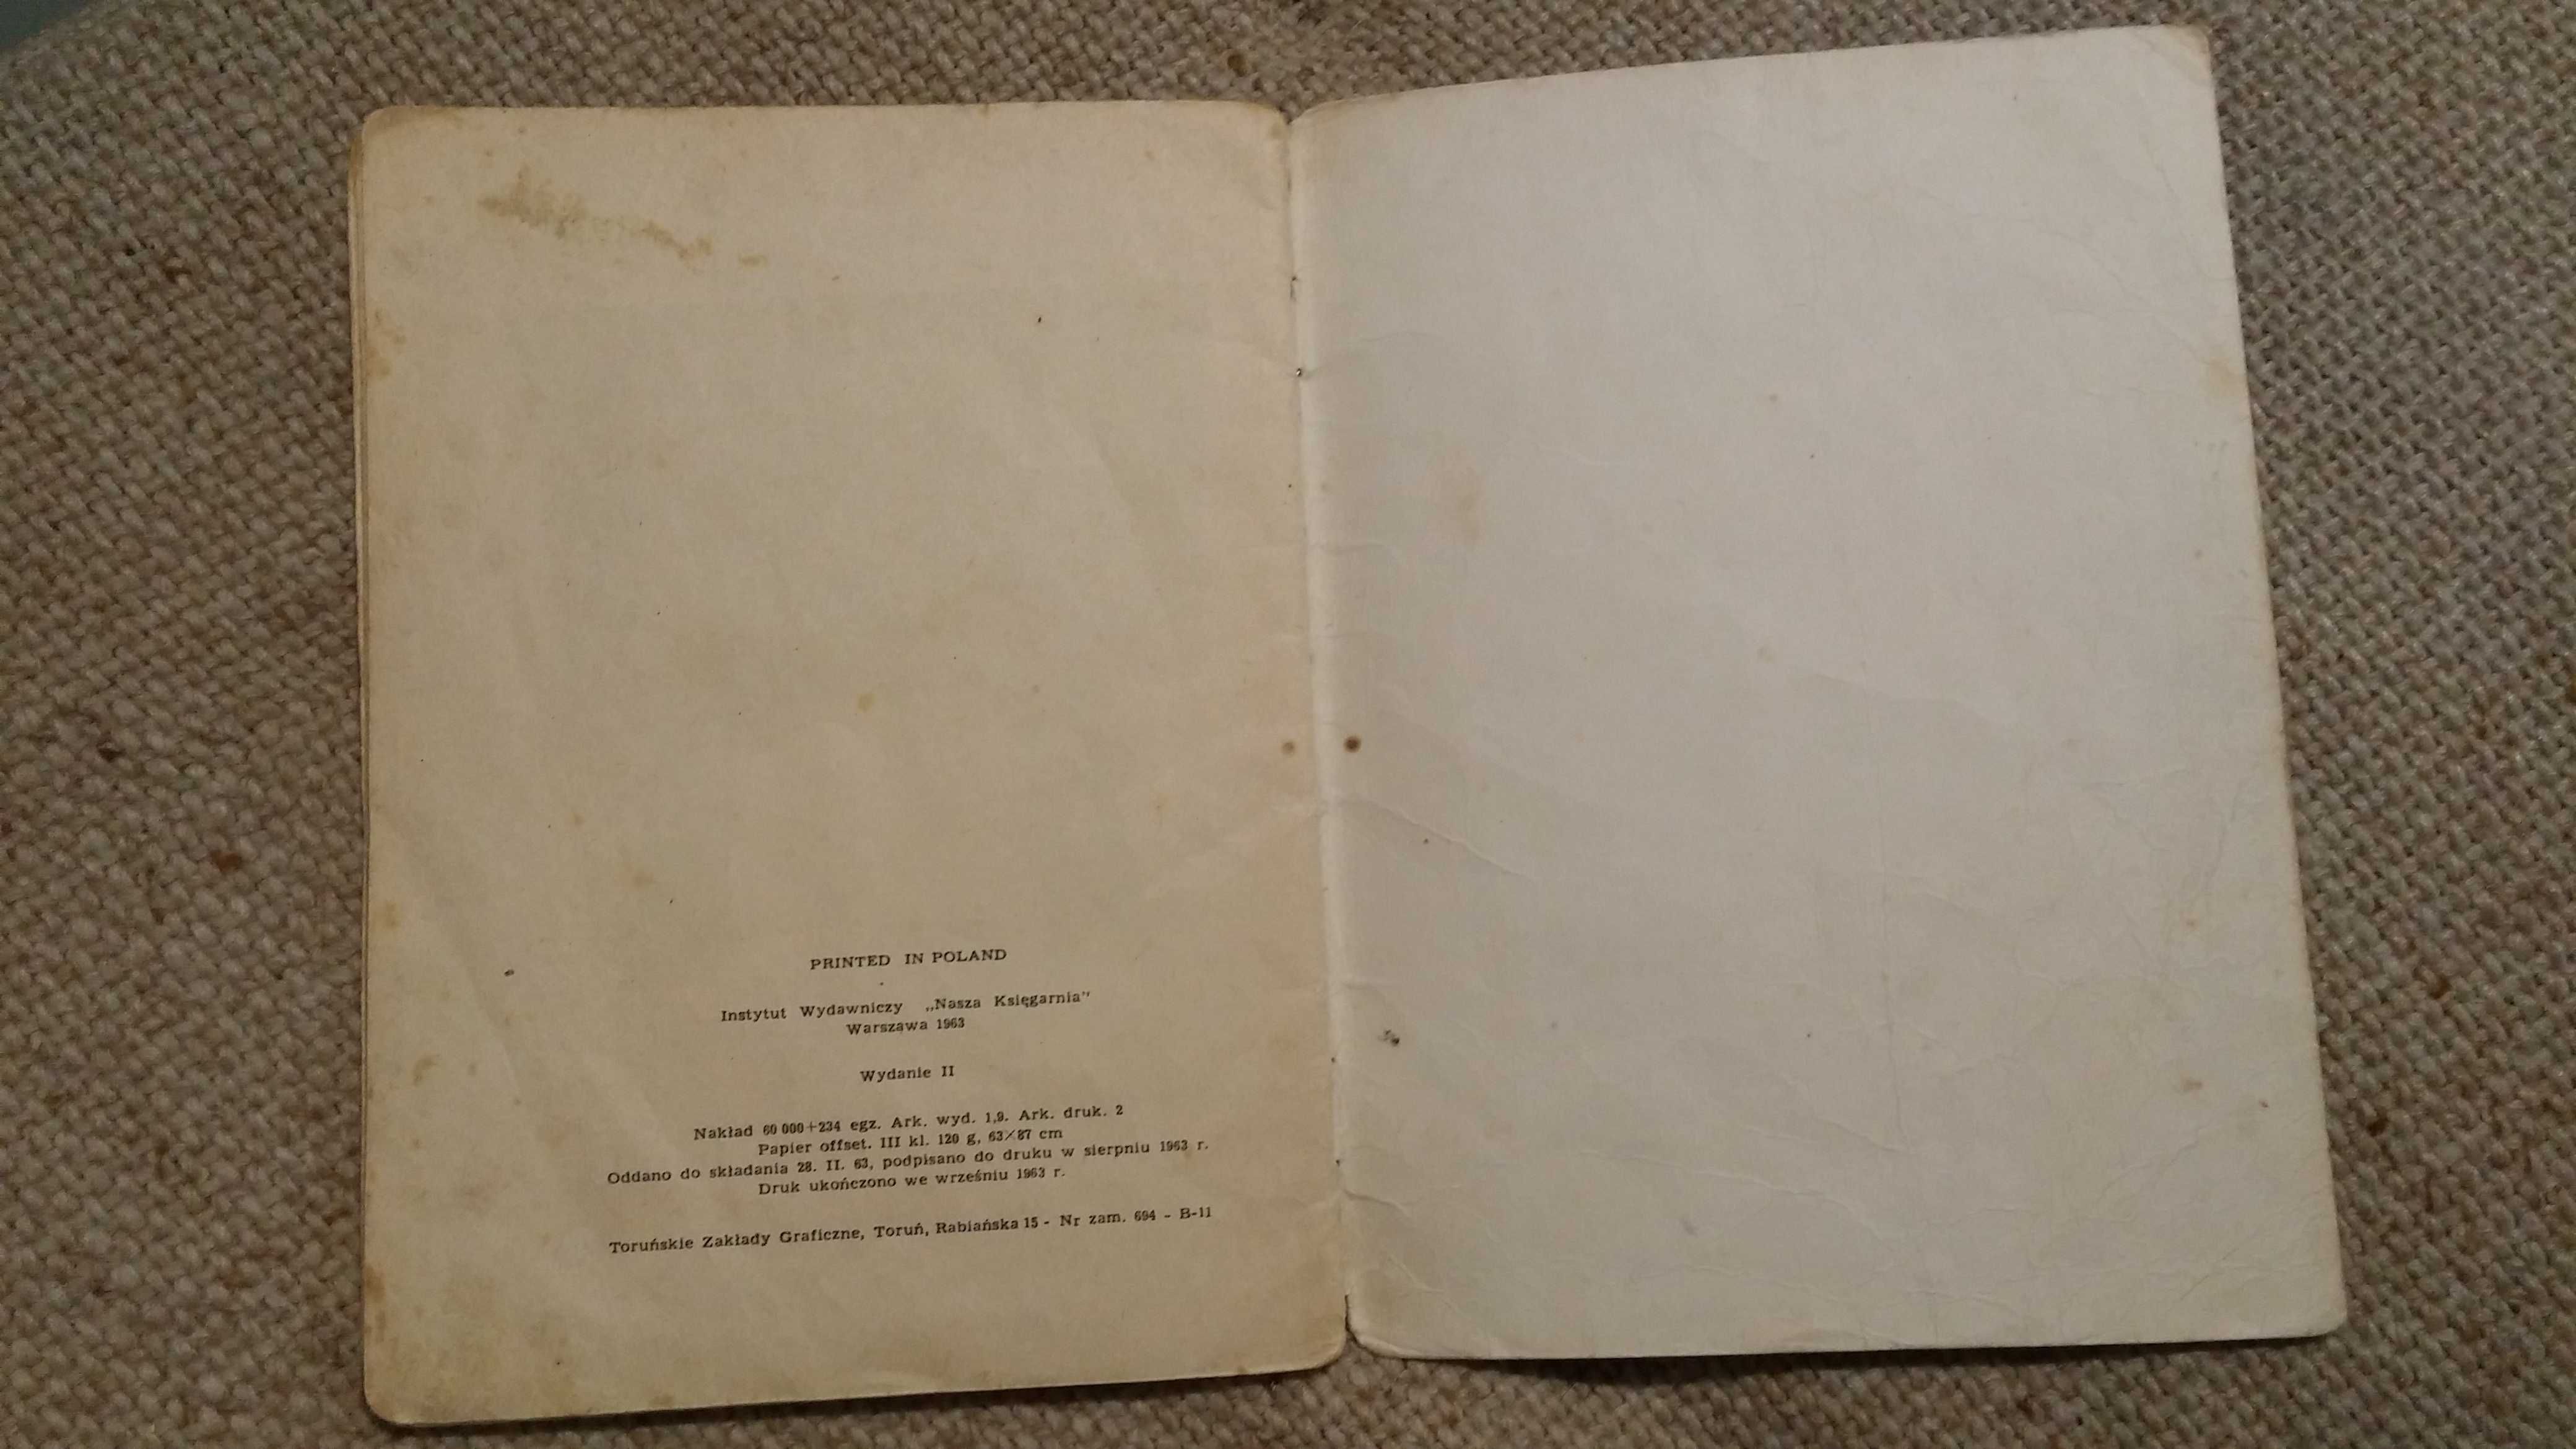 PRINTED IN POLAND
Instytut Wydawniczy „Nasza Księgarnia”
Warszawa 1963
Wydanie II
Nakład 60 000+234 egz. Ark. wyd. 1,9. Ark. druk. 2
Papier offset. III kl. 120 g, 63×87 cm
Oddano do składania 28. II. 63, podpisano do druku w sierpniu 1963 r.
Druk ukończono we wrześniu 1963 r.
Toruńskie Zakłady Graficzne, Toruń, Rabiańska 15 - Nr zam. 694 - B-11